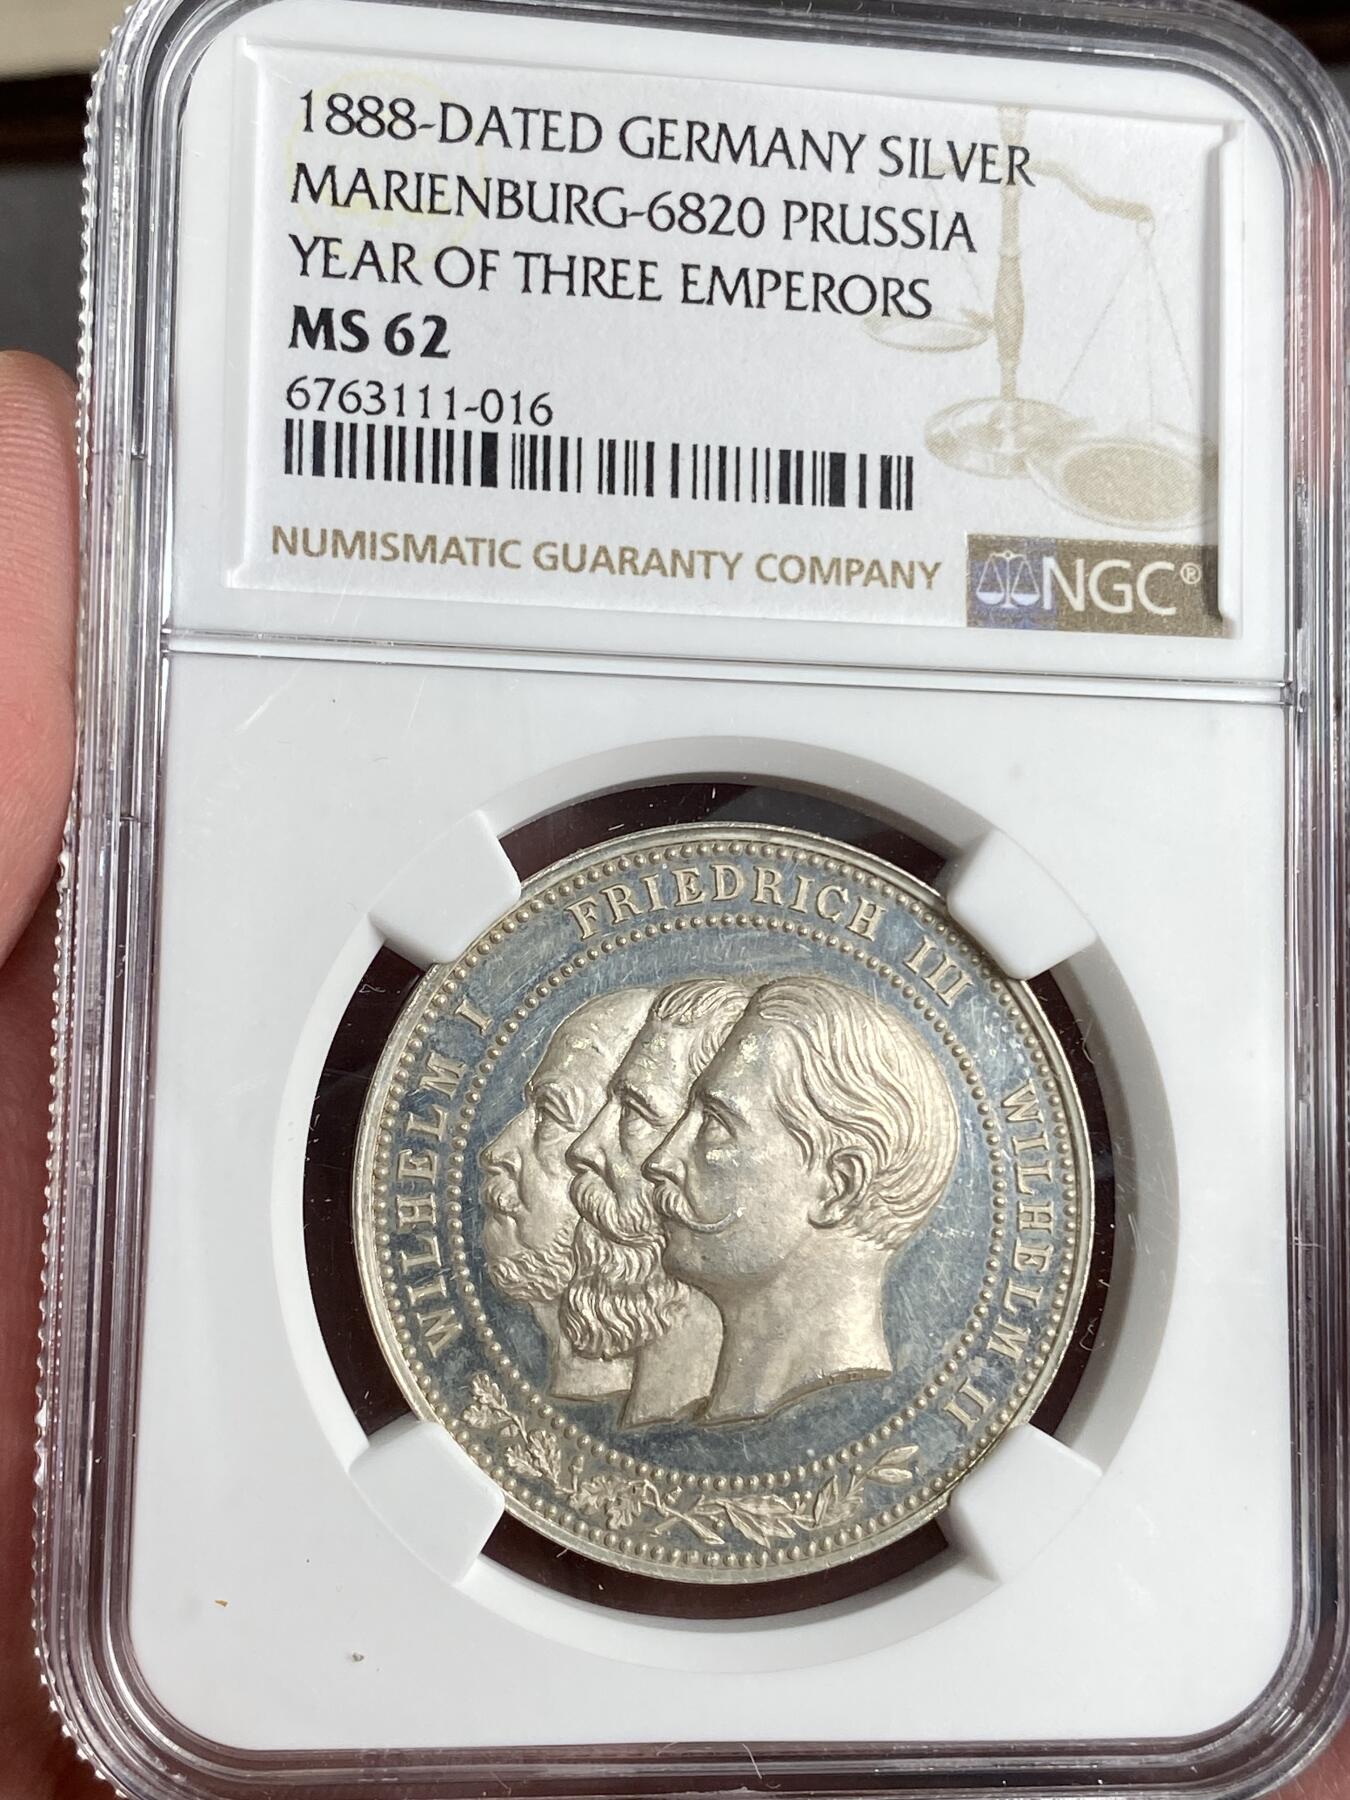 1888-DATED GERMANY SILVER
MARIENBURG-6820 PRUSSIA
YEAR OF THREE EMPERORS
MS 62
6763111-016
NUMISMATIC GUARANTY COMPANY
NGC®
WILHELM I
FRIEDRICH III
WILHELM II